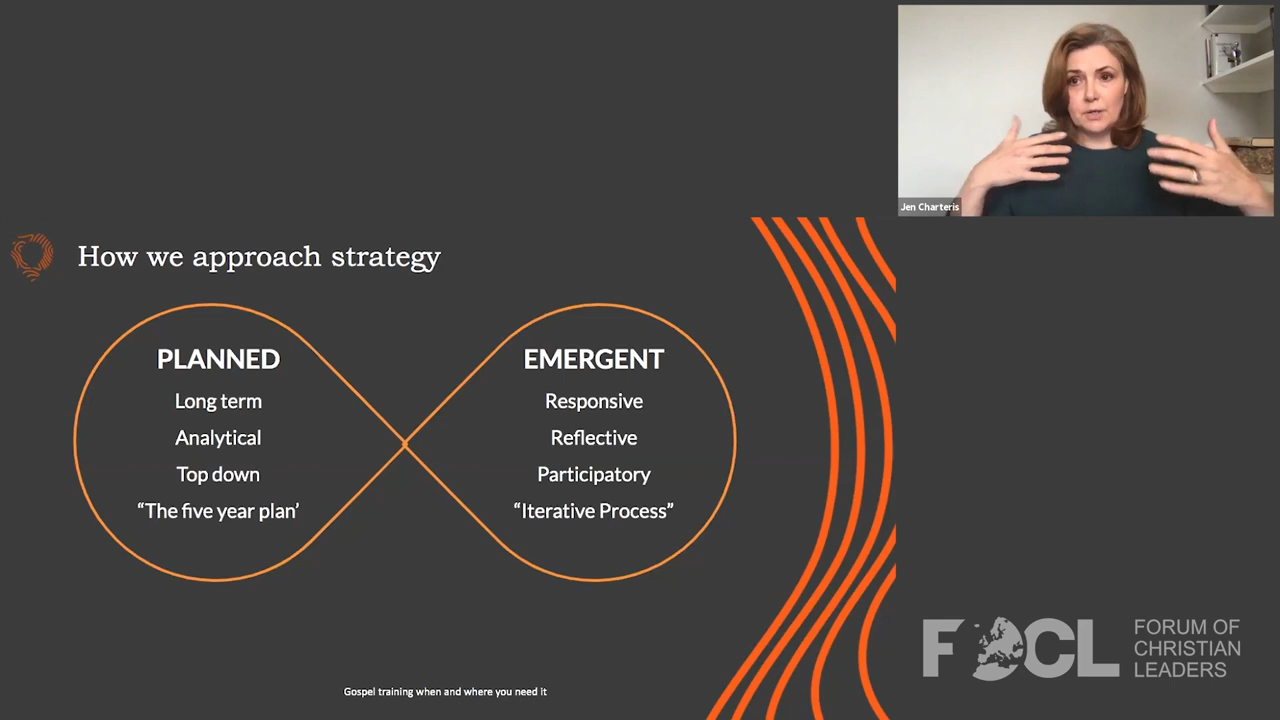 Jen Charteris
How we approach strategy
PLANNED
Long term
Analytical
Top down
“The five year plan’
EMERGENT
Responsive
Reflective
Participatory
“Iterative Process”
Gospel training when and where you need it
FOCL
FORUM OF
CHRISTIAN
LEADERS